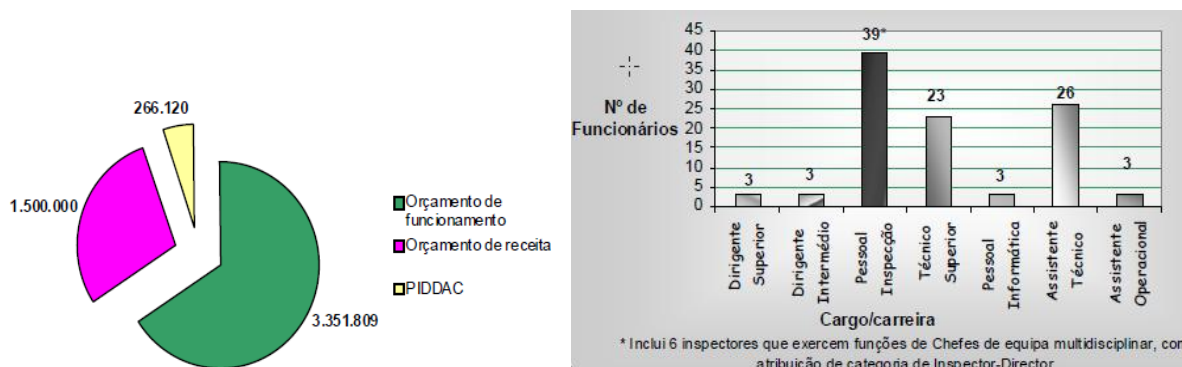 266.120
1.500.000
3.351.809
Orçamento de
funcionamento
Orçamento de receita
PIDDAC
Nº de
Funcionários
45
40
35
30
25
20
15
10
5
0
3
3
39*
23
3
26
3
Dirigente
Superior
Dirigente
Intermédio
Pessoal
Inspecção
Técnico
Superior
Pessoal
Informática
Assistente
Técnico
Assistente
Operacional
Cargo/carreira
* Inclui 6 inspectores que exercem funções de Chefes de equipa multidisciplinar, com
atribuição de categoria de Inspector-Director